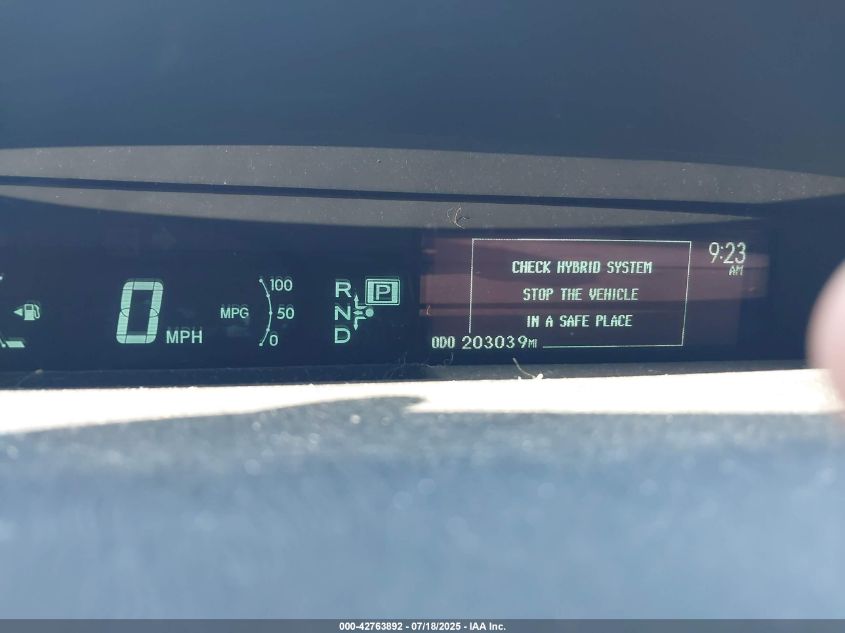 0 MPH
MPG
100
50
0
R
N
D
P
CHECK HYBRID SYSTEM
STOP THE VEHICLE
IN A SAFE PLACE
9:23
AM
ODO 203039 MI
000-42763892 - 07/18/2025 - IAA Inc.